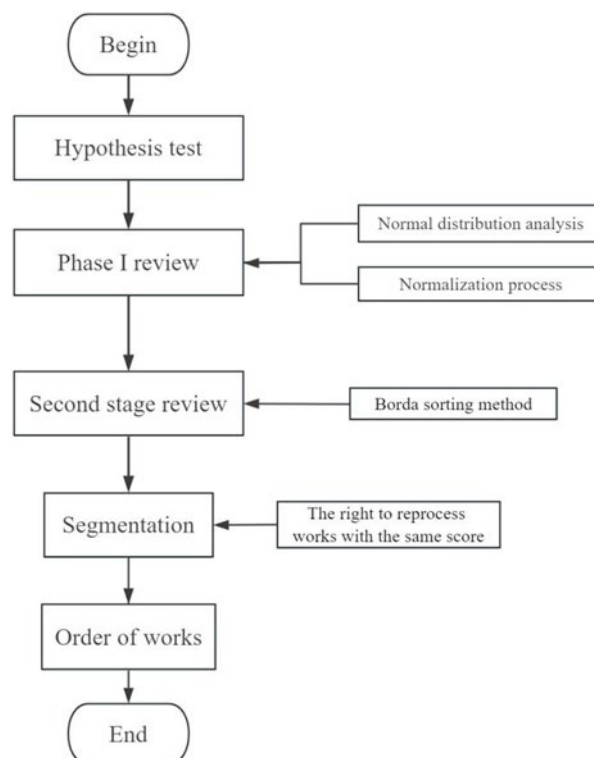 Begin
Hypothesis test
Normal distribution analysis
Phase I review
Normalization process
Second stage review
Borda sorting method
Segmentation
The right to reprocess
works with the same score
Order of works
End